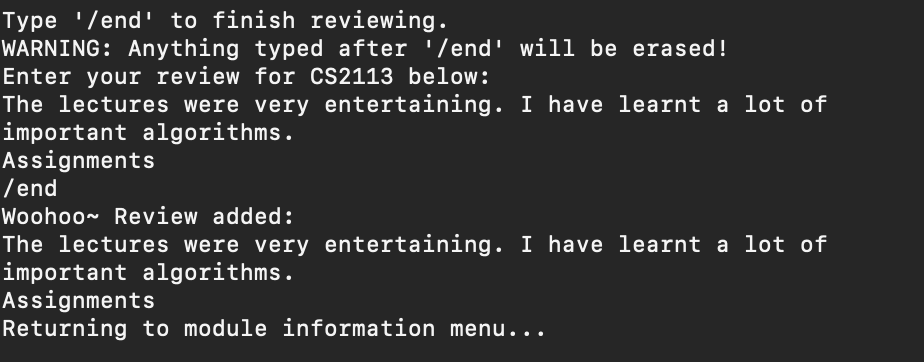 Type '/end' to finish reviewing.
WARNING: Anything typed after '/end' will be erased!
Enter your review for CS2113 below:
The lectures were very entertaining. I have learnt a lot of
important algorithms.
Assignments
/end
Woohoo~ Review added:
The lectures were very entertaining. I have learnt a lot of
important algorithms.
Assignments
Returning to module information menu...